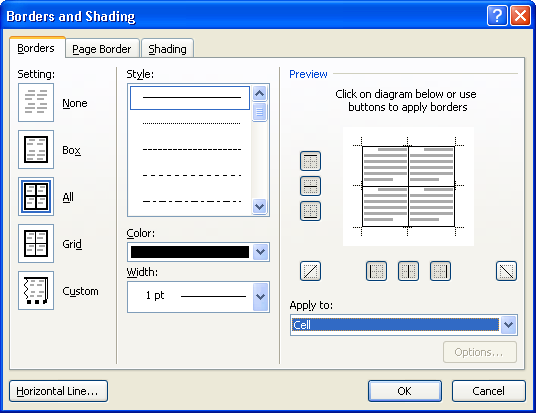 Borders and Shading
Borders
Page Border
Shading
Setting:
None
Box
All
Grid
Custom
Style:
Color:
Width:
1 pt
Preview
Click on diagram below or use
buttons to apply borders
Apply to:
Cell
Options...
Horizontal Line...
OK
Cancel